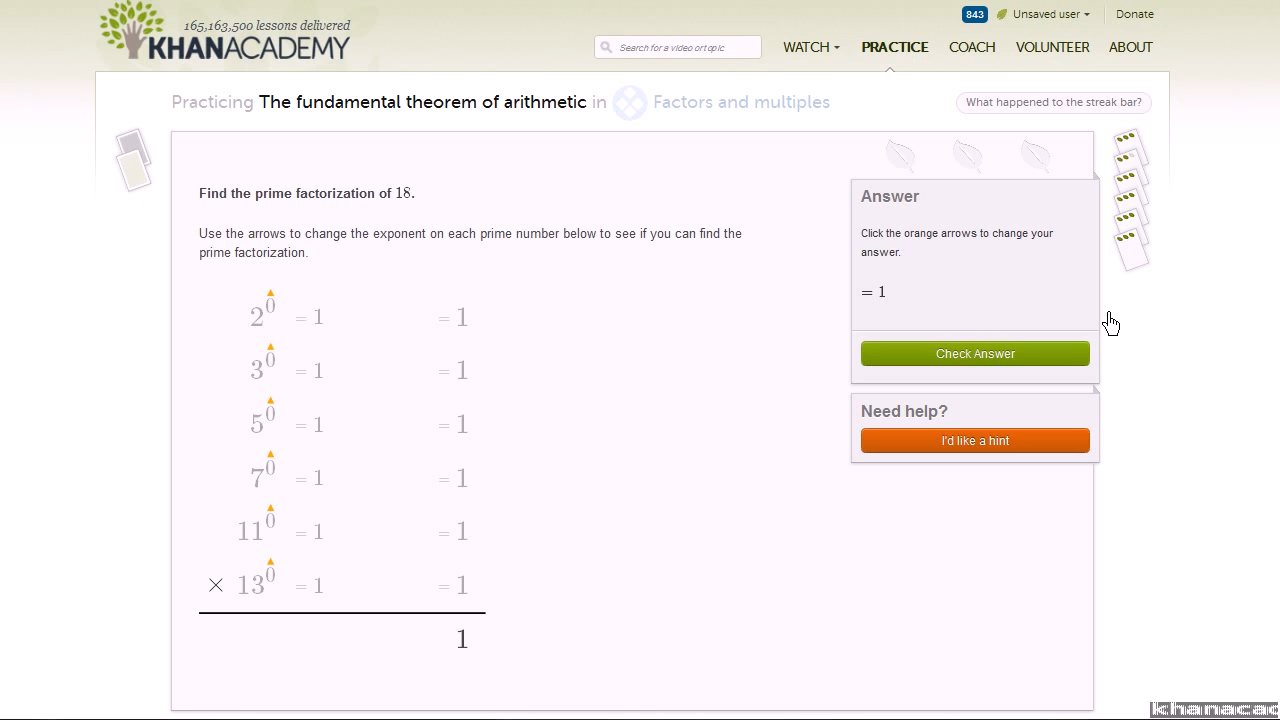 165,163,500 lessons delivered
KHANACADEMY
843 Unsaved user Donate
Search for a video or topic
WATCH PRACTICE COACH VOLUNTEER ABOUT
Practicing The fundamental theorem of arithmetic in Factors and multiples
What happened to the streak bar?
Find the prime factorization of 18.
Use the arrows to change the exponent on each prime number below to see if you can find the
prime factorization.
2^0 = 1 = 1
3^0 = 1 = 1
5^0 = 1 = 1
7^0 = 1 = 1
11^0 = 1 = 1
× 13^0 = 1 = 1
1
Answer
Click the orange arrows to change your
answer.
= 1
Check Answer
Need help?
I'd like a hint
khanacac